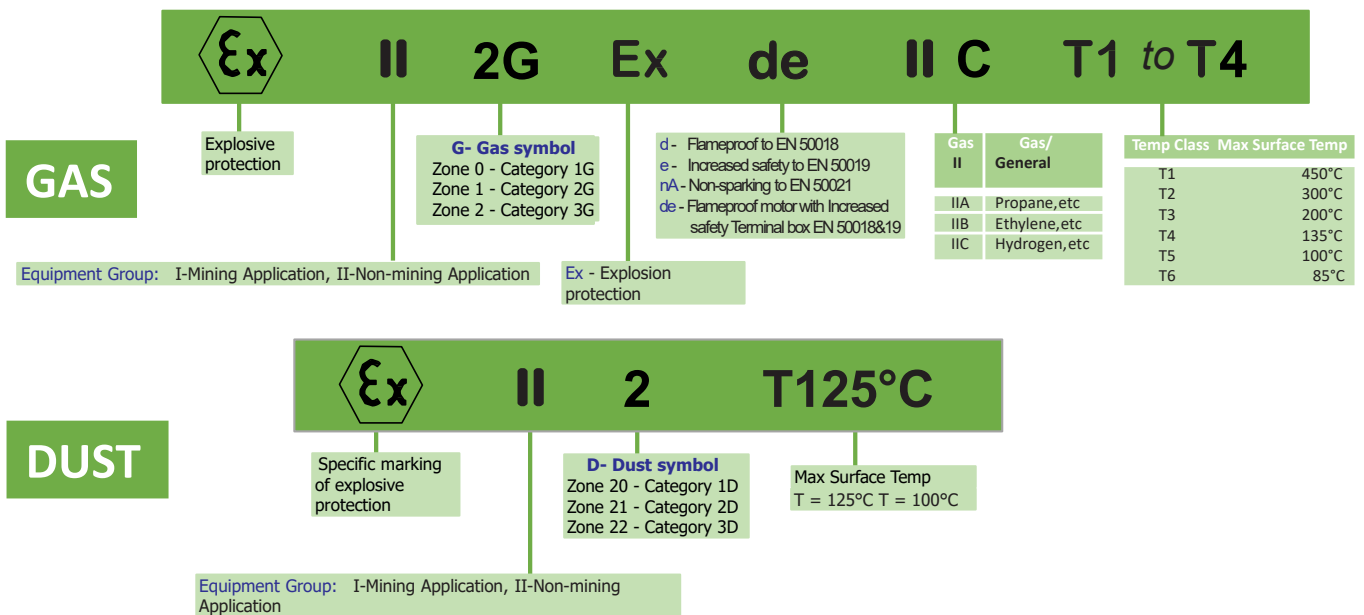 Ex II 2G Ex de II C T1 to T4
GAS
Explosive
protection
G- Gas symbol
Zone 0 - Category 1G
Zone 1 - Category 2G
Zone 2 - Category 3G
d - Flameproof to EN 50018
e - Increased safety to EN 50019
nA - Non-sparking to EN 50021
de - Flameproof motor with Increased
safety Terminal box EN 50018&19
Gas Gas/
II General
IIA Propane,etc
IIB Ethylene,etc
IIC Hydrogen,etc
Temp Class Max Surface Temp
T1 450°C
T2 300°C
T3 200°C
T4 135°C
T5 100°C
T6 85°C
Equipment Group: I-Mining Application, II-Non-mining Application
Ex - Explosion
protection
Ex II 2 T125°C
DUST
Specific marking
of explosive
protection
D- Dust symbol
Zone 20 - Category 1D
Zone 21 - Category 2D
Zone 22 - Category 3D
Max Surface Temp
T = 125°C T = 100°C
Equipment Group: I-Mining Application, II-Non-mining
Application